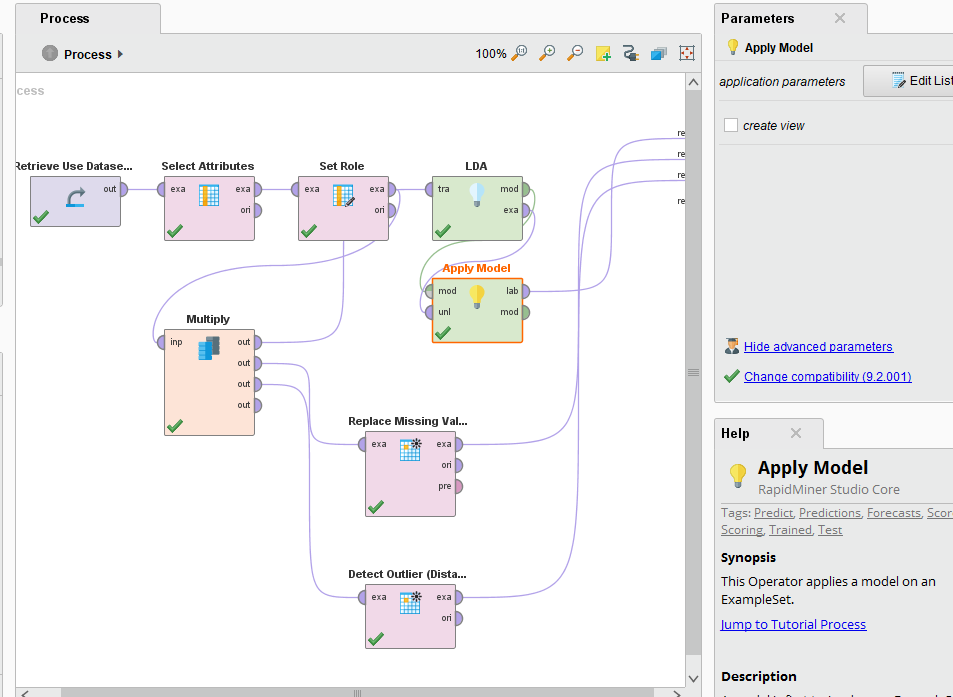 Process
Process
100%
cess
Retrieve Use Datase...
out
Select Attributes
exa
exa
ori
Set Role
exa
exa
ori
LDA
tra
mod
exa
Apply Model
mod
lab
unl
mod
Multiply
inp
out
out
out
out
Replace Missing Val...
exa
exa
ori
pre
Detect Outlier (Dista...
exa
exa
ori
re
re
re
re
Parameters
Apply Model
application parameters
Edit List
create view
Hide advanced parameters
Change compatibility (9.2.001)
Help
Apply Model
RapidMiner Studio Core
Tags: Predict, Predictions, Forecasts, Scor
Scoring, Trained, Test
Synopsis
This Operator applies a model on an
ExampleSet.
Jump to Tutorial Process
Description